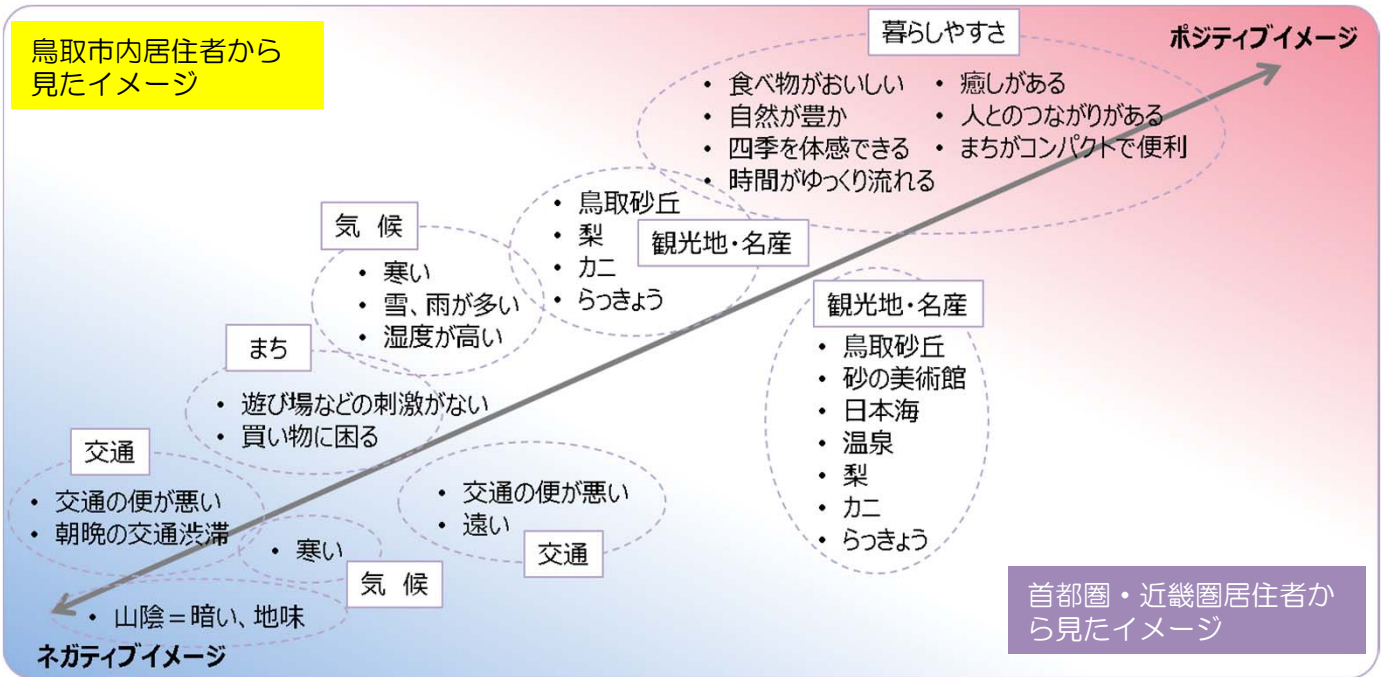 鳥取市内居住者から
見たイメージ
ポジティブイメージ
暮らしやすさ
・ 食べ物がおいしい
・ 自然が豊か
・ 四季を体感できる
・ 時間がゆっくり流れる
・ 癒しがある
・ 人とのつながりがある
・ まちがコンパクトで便利
観光地・名産
・ 鳥取砂丘
・ 梨
・ カニ
・ らっきょう
気 候
・ 寒い
・ 雪、雨が多い
・ 湿度が高い
まち
・ 遊び場などの刺激がない
・ 買い物に困る
交通
・ 交通の便が悪い
・ 朝晩の交通渋滞
観光地・名産
・ 鳥取砂丘
・ 砂の美術館
・ 日本海
・ 温泉
・ 梨
・ カニ
・ らっきょう
・ 交通の便が悪い
・ 遠い
交通
・ 寒い
気 候
・ 山陰＝暗い、地味
ネガティブイメージ
首都圏・近畿圏居住者か
ら見たイメージ